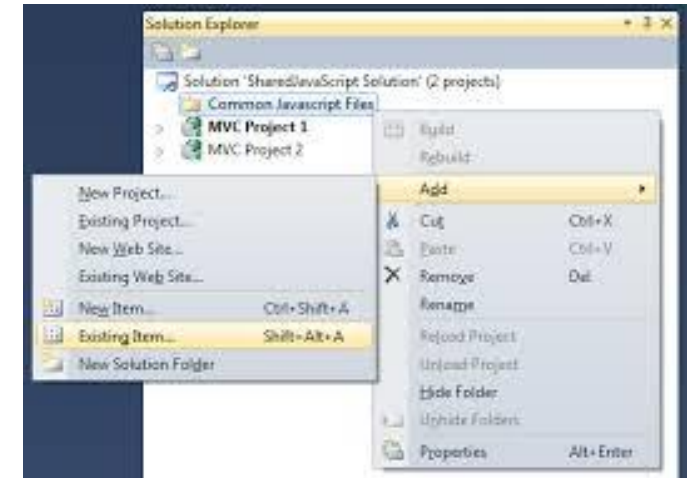 Solution Explorer
Solution 'SharedJavaScript Solution' (2 projects)
Common Javascript Files
MVC Project 1
MVC Project 2
Build
Rebuild
Add
Cut Ctrl+X
Paste Ctrl+V
Remove Del
Rename
Reload Project
Unload Project
Hide Folder
Unhide Folders
Properties Alt+Enter
New Project...
Existing Project...
New Web Site...
Existing Web Site...
New Item... Ctrl+Shift+A
Existing Item... Shift+Alt+A
New Solution Folder